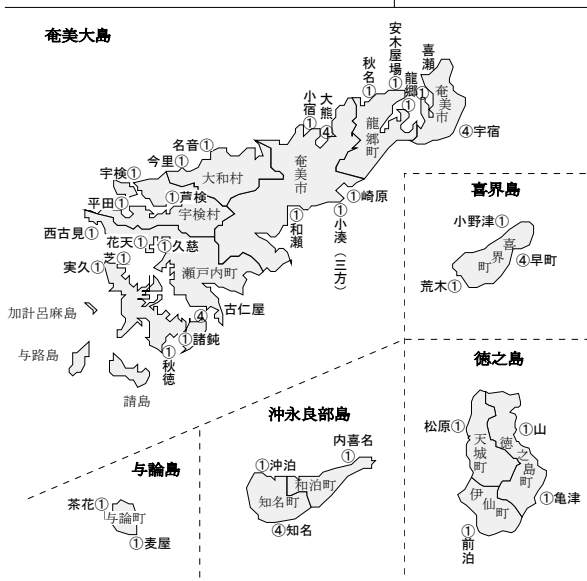 奄美大島
安木屋場①
喜瀬①
秋名①
龍郷①
大熊④
小宿①
④宇宿
奄美市
龍郷町
名音①
今里①
大和村
奄美市
宇検①
①芦検
宇検村
平田①
①崎原
①小湊（三方）
①和瀬
西古見①
花天①
①久慈
芝①
実久①
瀬戸内町
古仁屋④
加計呂麻島
①諸鈍
①秋徳
与路島
請島
喜界島
小野津①
喜界町
④早町
荒木①
徳之島
松原①
①山
天城町
徳之島町
伊仙町
①亀津
①前泊
沖永良部島
内喜名①
①沖泊
和泊町
知名町
④知名
与論島
茶花①
与論町
①麦屋